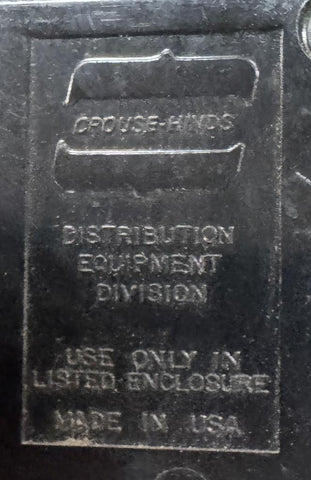 CROUSE-HINDS
DISTRIBUTION
EQUIPMENT
DIVISION
USE ONLY IN
LISTED ENCLOSURE
MADE IN USA